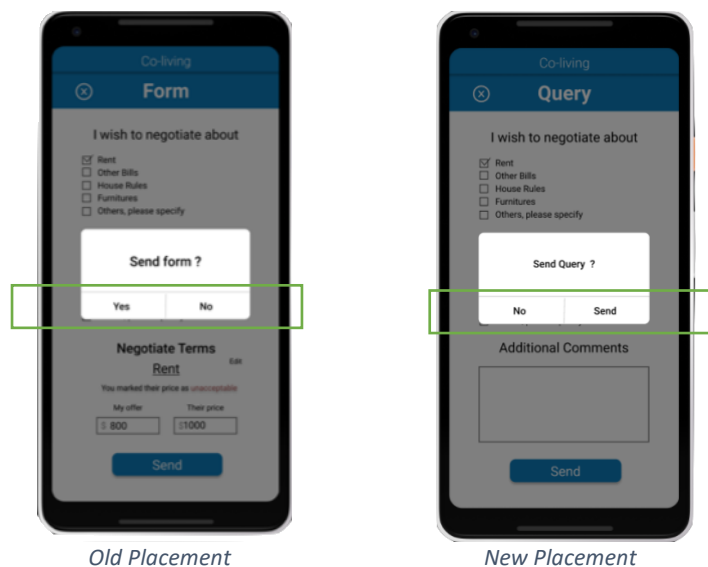 Co-living
Form
I wish to negotiate about
Rent
Other Bills
House Rules
Furnitures
Others, please specify
Send form ?
Yes No
Negotiate Terms
Rent Edit
You marked their price as unacceptable
My offer Their price
$ 800 $1000
Send
Old Placement
Co-living
Query
I wish to negotiate about
Rent
Other Bills
House Rules
Furnitures
Others, please specify
Send Query ?
No Send
Additional Comments
Send
New Placement